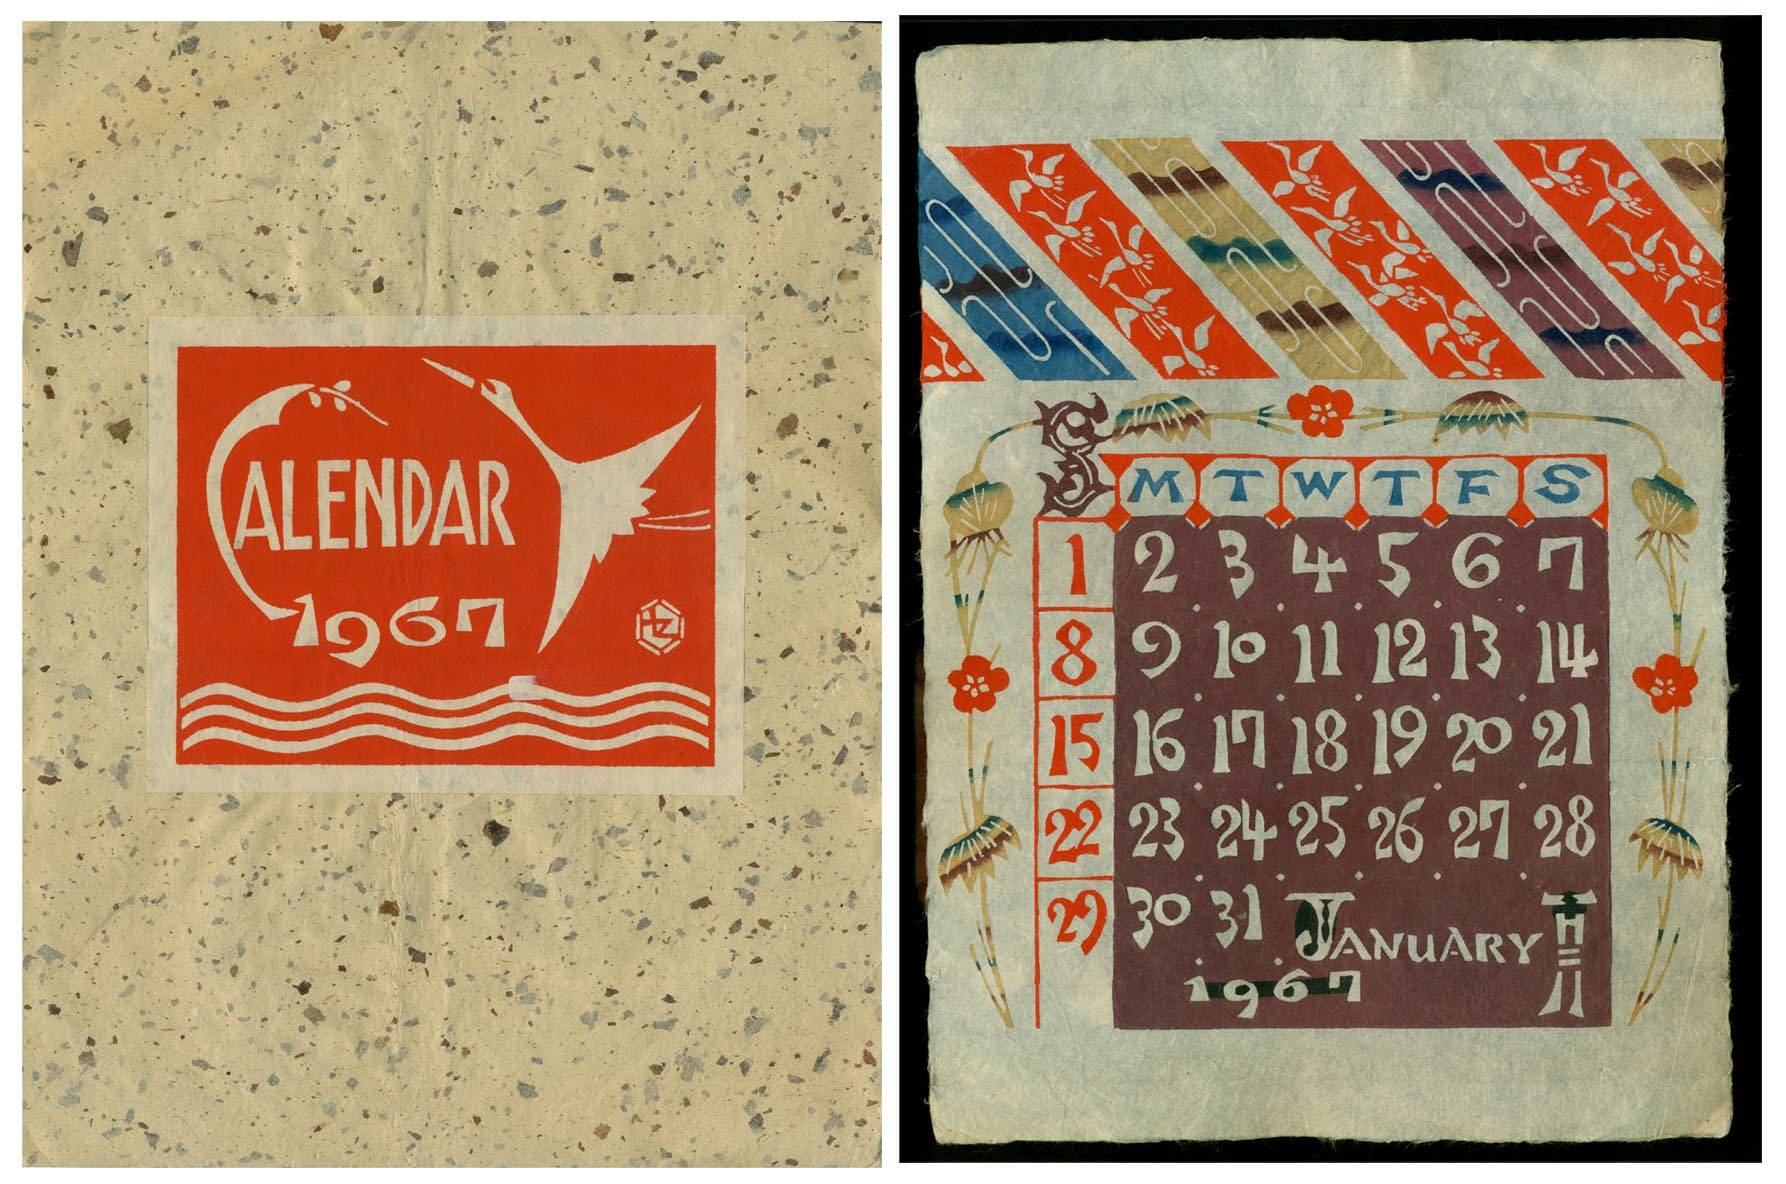 CALENDAR
1967
S M T W T F S
1 2 3 4 5 6 7
8 9 10 11 12 13 14
15 16 17 18 19 20 21
22 23 24 25 26 27 28
29 30 31 JANUARY
1967